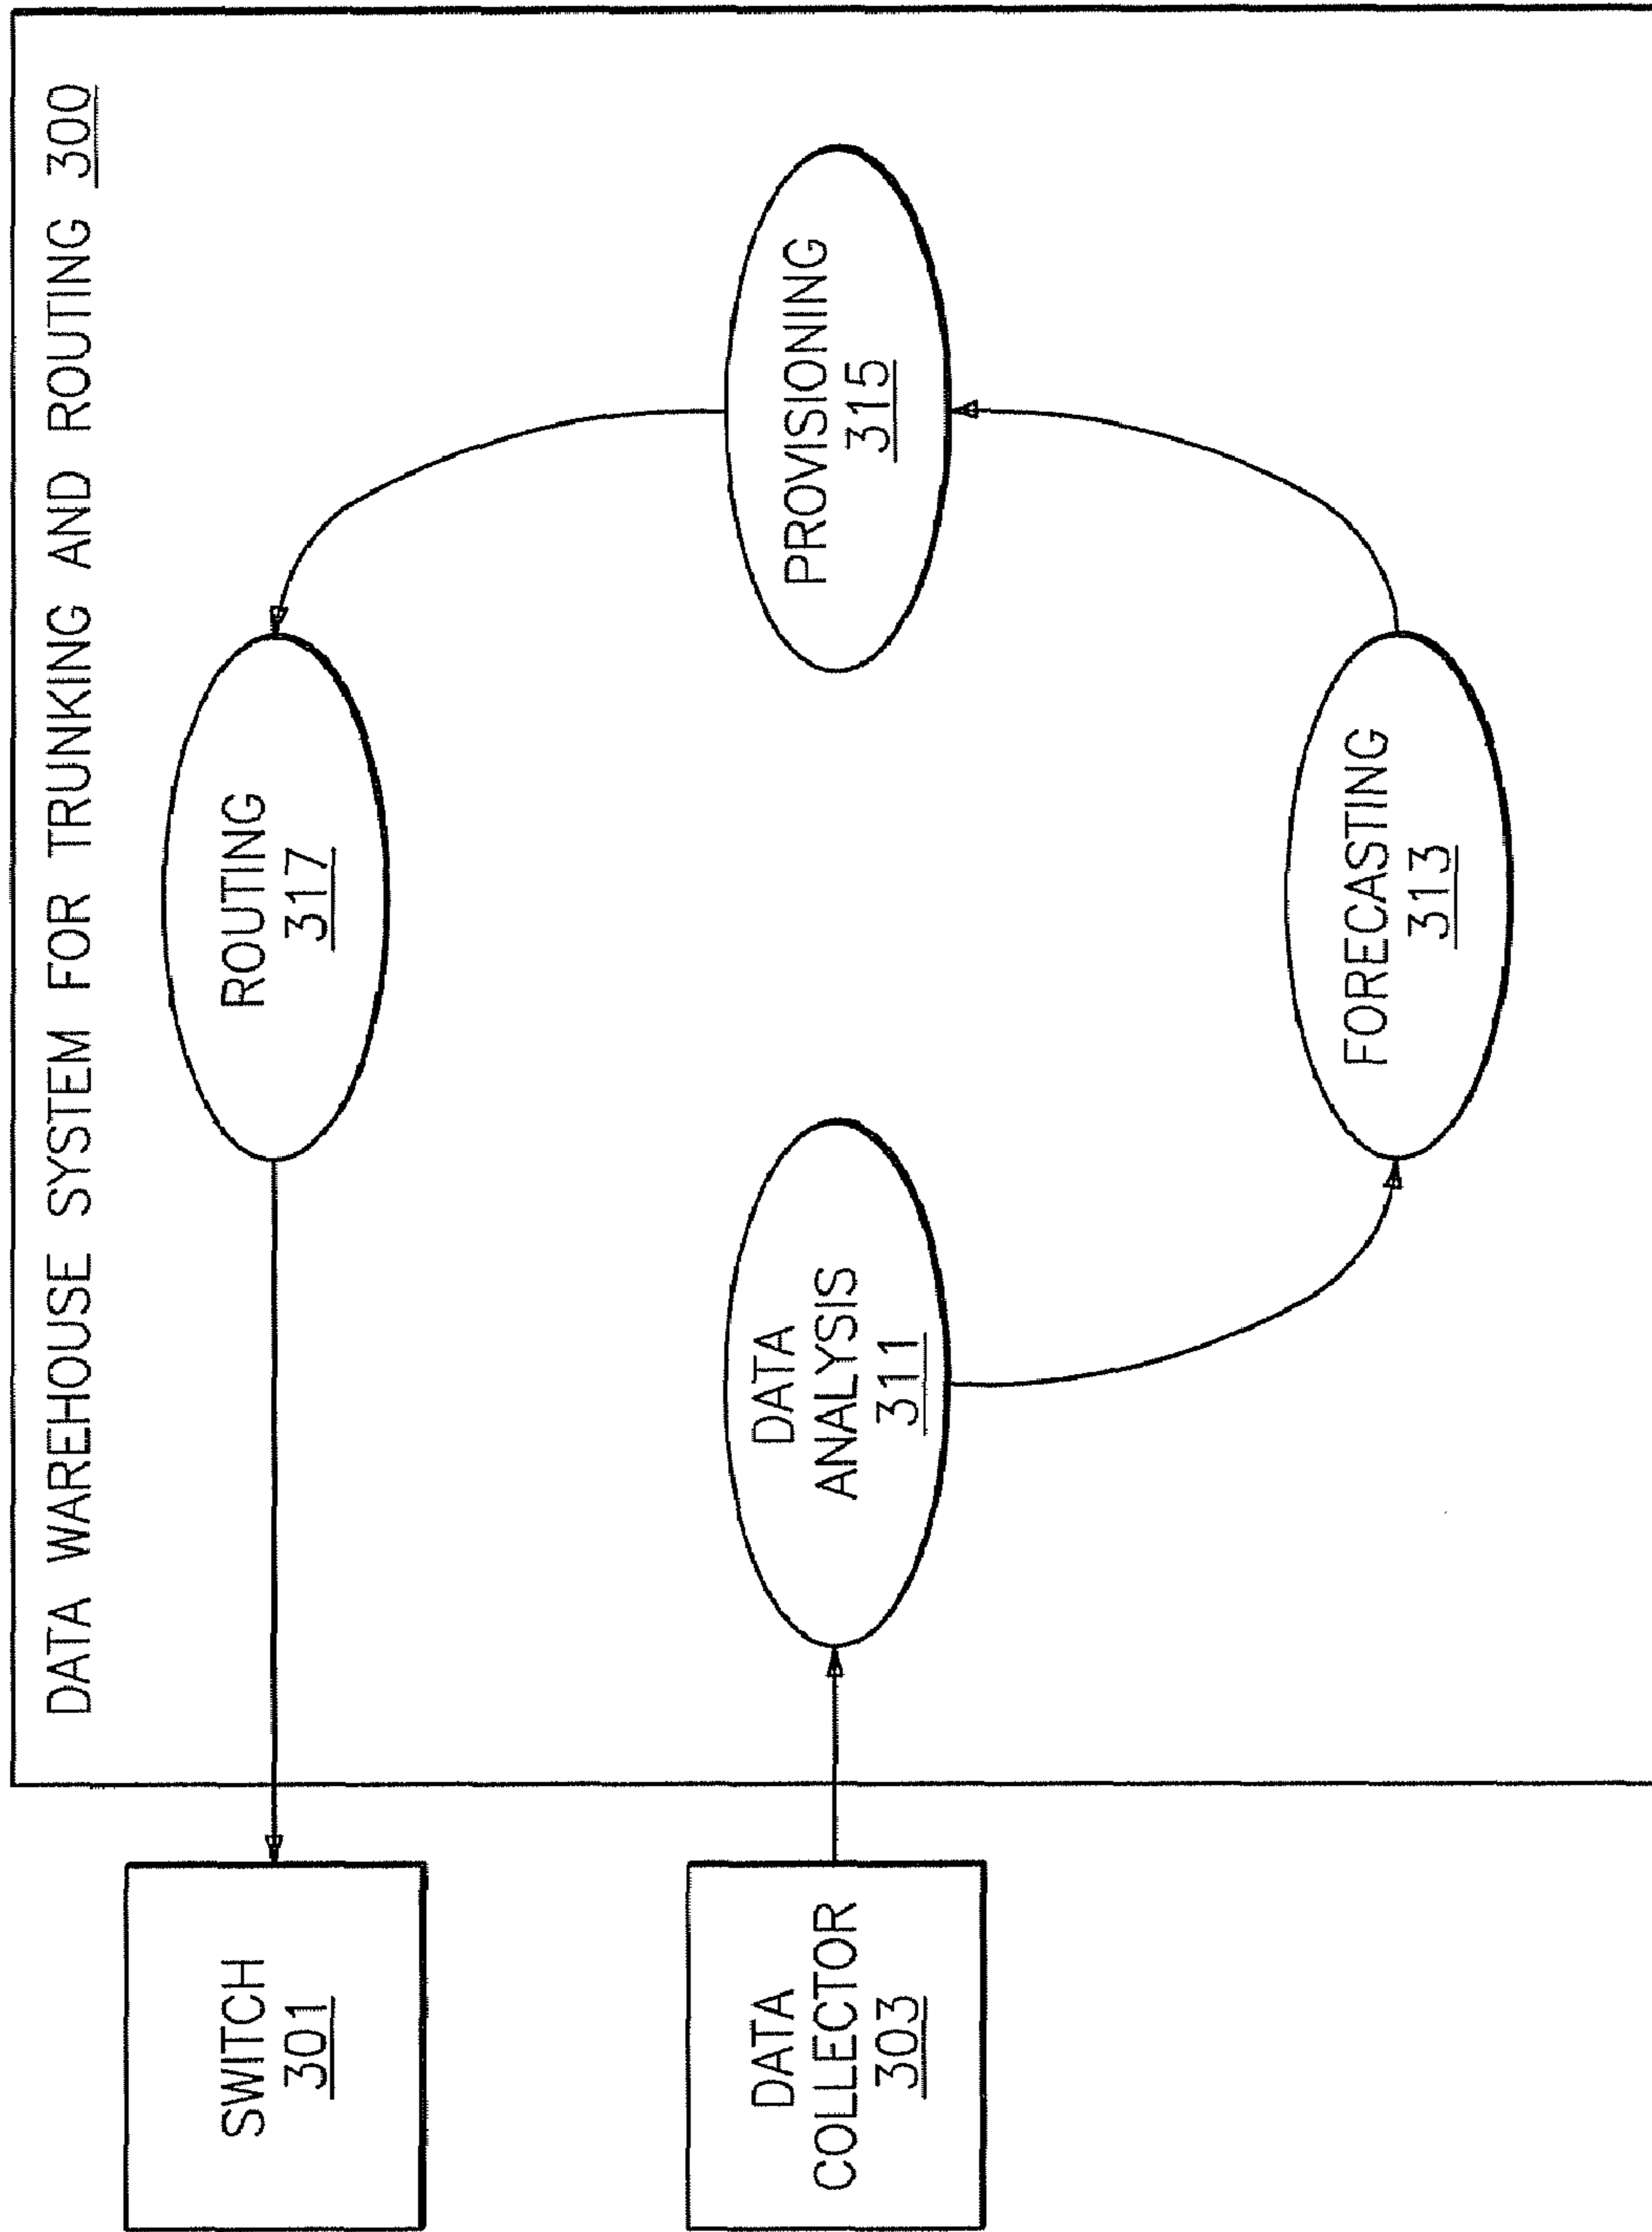 DATA WAREHOUSE SYSTEM FOR TRUNKING AND ROUTING 300
SWITCH
301
ROUTING
317
DATA
COLLECTOR
303
DATA
ANALYSIS
311
PROVISIONING
315
FORECASTING
313